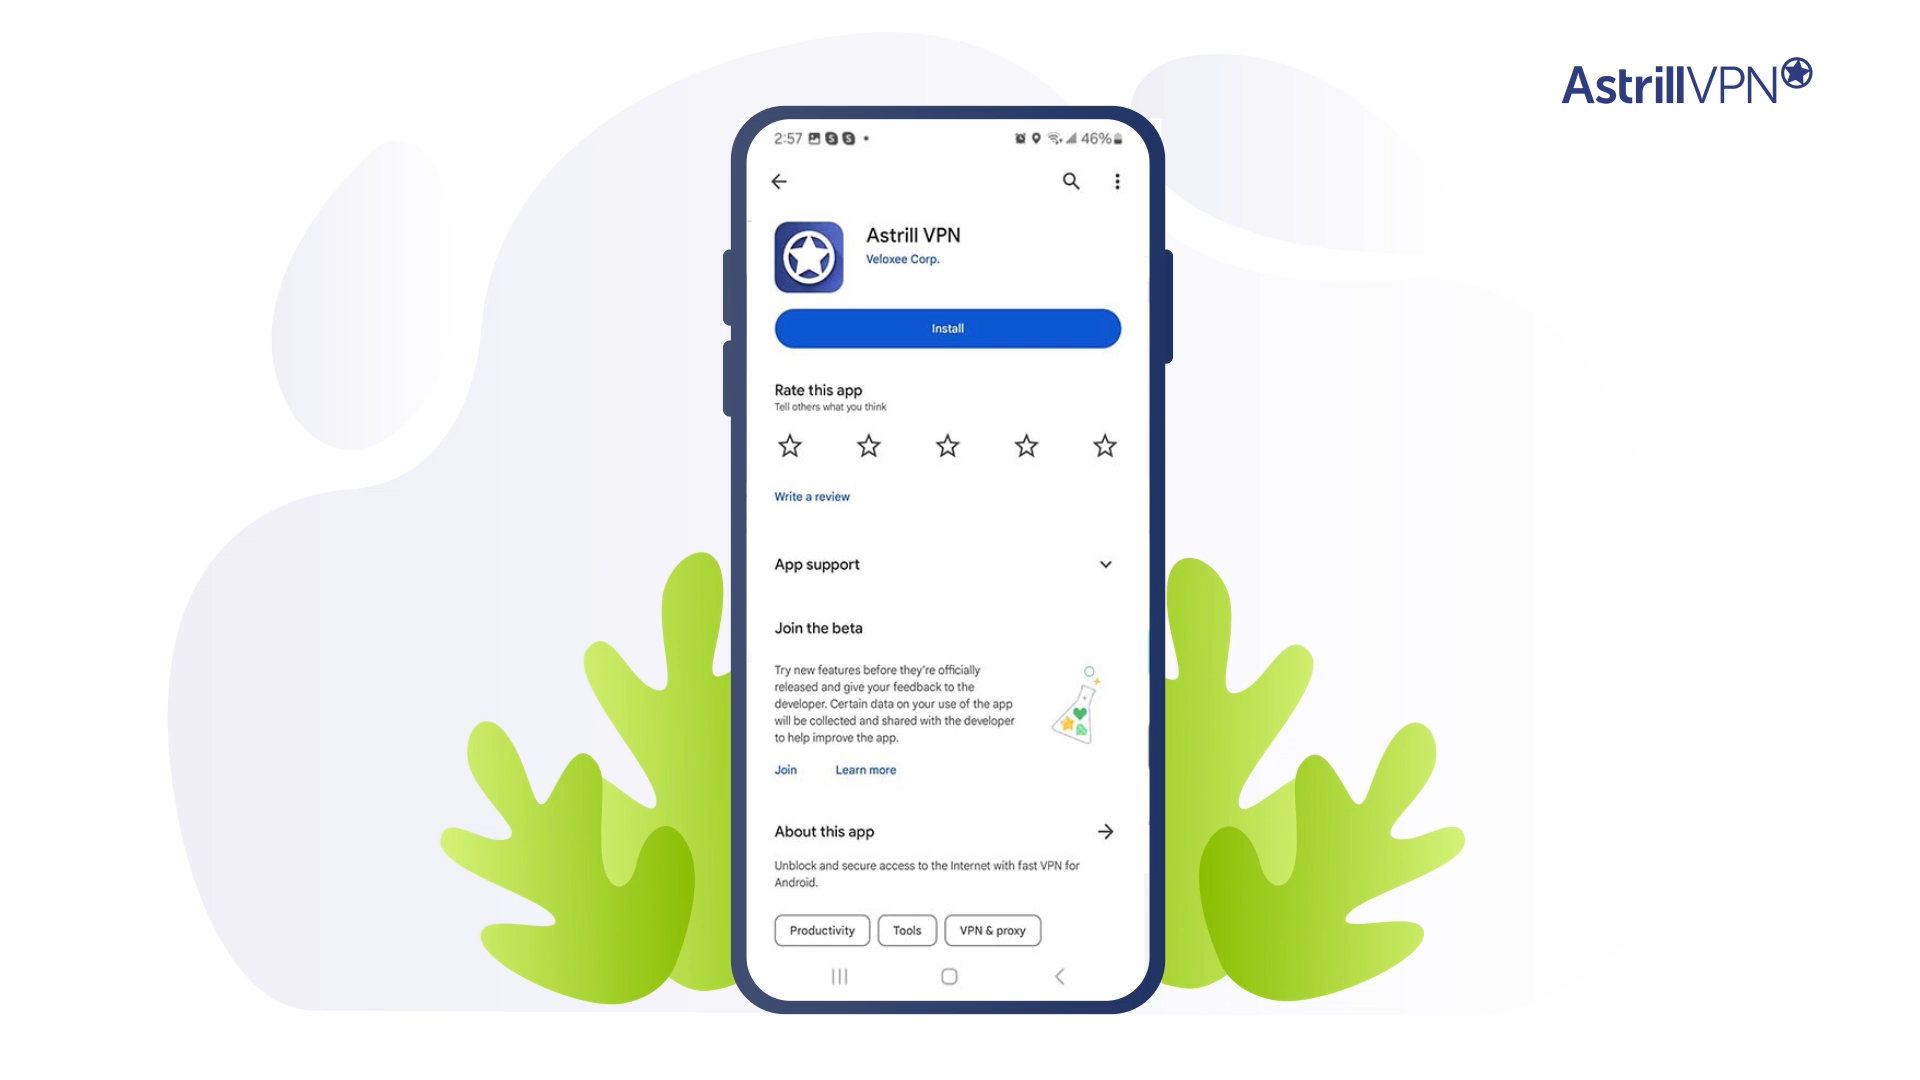 AstrillVPN
2:57 S S 46%
Astrill VPN
Veloxee Corp.
Install
Rate this app
Tell others what you think
Write a review
App support
Join the beta
Try new features before they're officially
released and give your feedback to the
developer. Certain data on your use of the app
will be collected and shared with the developer
to help improve the app.
Join Learn more
About this app
Unblock and secure access to the Internet with fast VPN for
Android.
Productivity Tools VPN & proxy